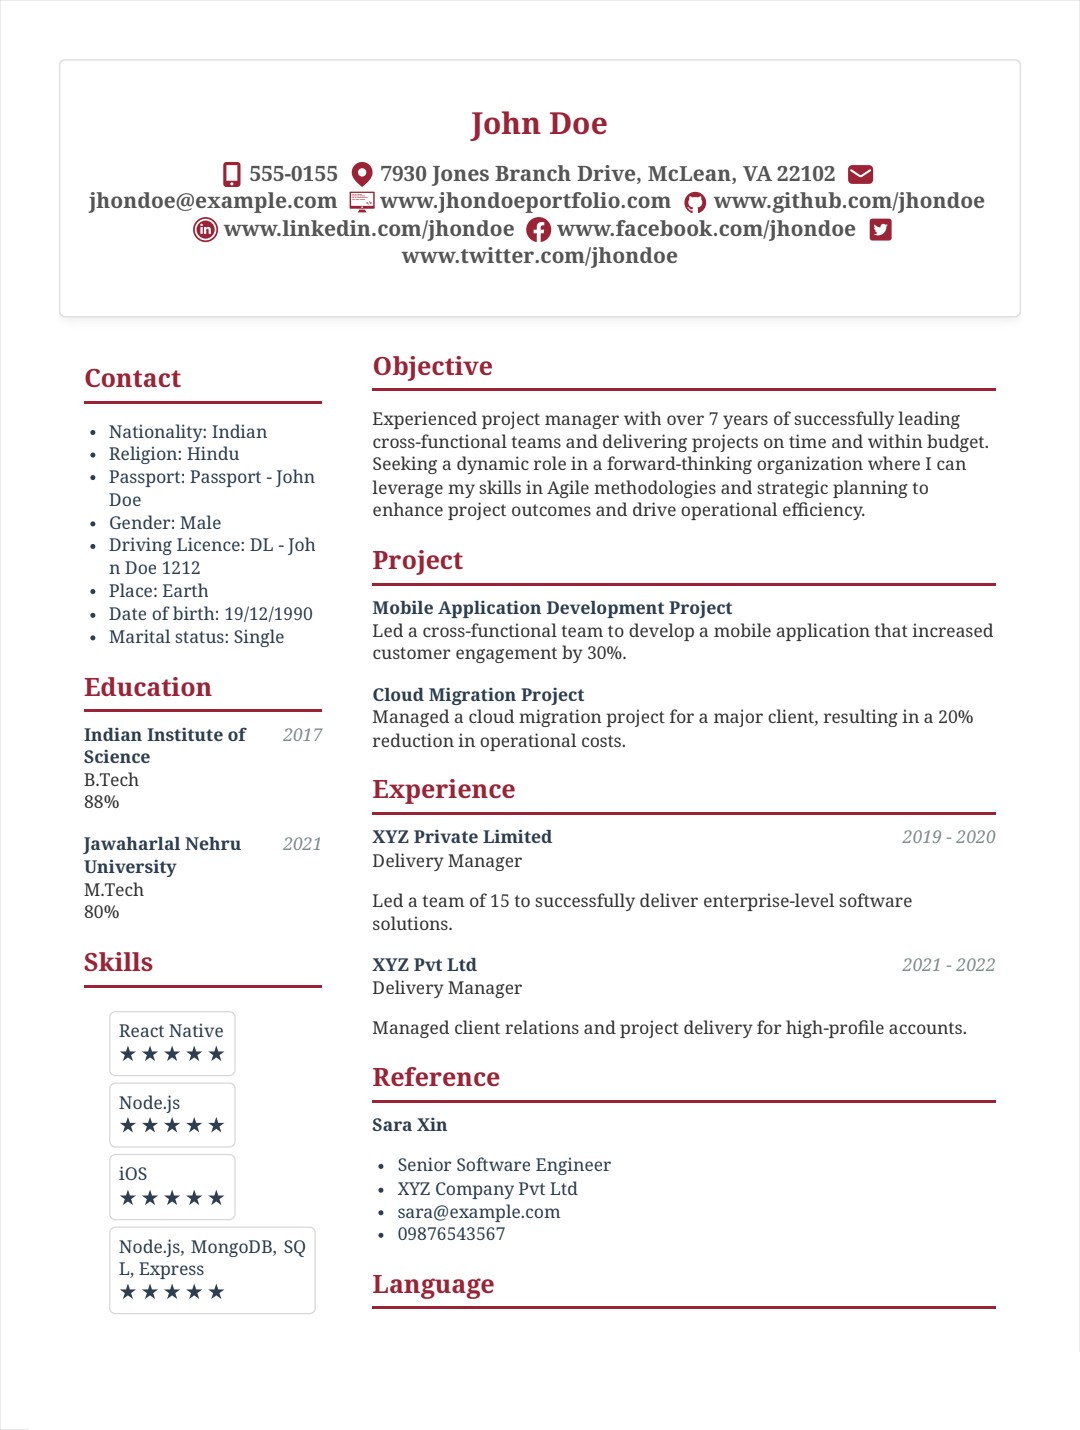 John Doe
555-0155 7930 Jones Branch Drive, McLean, VA 22102
jhondoe@example.com www.jhondoeportfolio.com www.github.com/jhondoe
www.linkedin.com/jhondoe www.facebook.com/jhondoe
www.twitter.com/jhondoe
Contact
• Nationality: Indian
• Religion: Hindu
• Passport: Passport - John
Doe
• Gender: Male
• Driving Licence: DL - Joh
n Doe 1212
• Place: Earth
• Date of birth: 19/12/1990
• Marital status: Single
Education
Indian Institute of 2017
Science
B.Tech
88%
Jawaharlal Nehru 2021
University
M.Tech
80%
Skills
React Native
★ ★ ★ ★ ★
Node.js
★ ★ ★ ★ ★
iOS
★ ★ ★ ★ ★
Node.js, MongoDB, SQ
L, Express
★ ★ ★ ★ ★
Objective
Experienced project manager with over 7 years of successfully leading
cross-functional teams and delivering projects on time and within budget.
Seeking a dynamic role in a forward-thinking organization where I can
leverage my skills in Agile methodologies and strategic planning to
enhance project outcomes and drive operational efficiency.
Project
Mobile Application Development Project
Led a cross-functional team to develop a mobile application that increased
customer engagement by 30%.
Cloud Migration Project
Managed a cloud migration project for a major client, resulting in a 20%
reduction in operational costs.
Experience
XYZ Private Limited 2019 - 2020
Delivery Manager
Led a team of 15 to successfully deliver enterprise-level software
solutions.
XYZ Pvt Ltd 2021 - 2022
Delivery Manager
Managed client relations and project delivery for high-profile accounts.
Reference
Sara Xin
• Senior Software Engineer
• XYZ Company Pvt Ltd
• sara@example.com
• 09876543567
Language